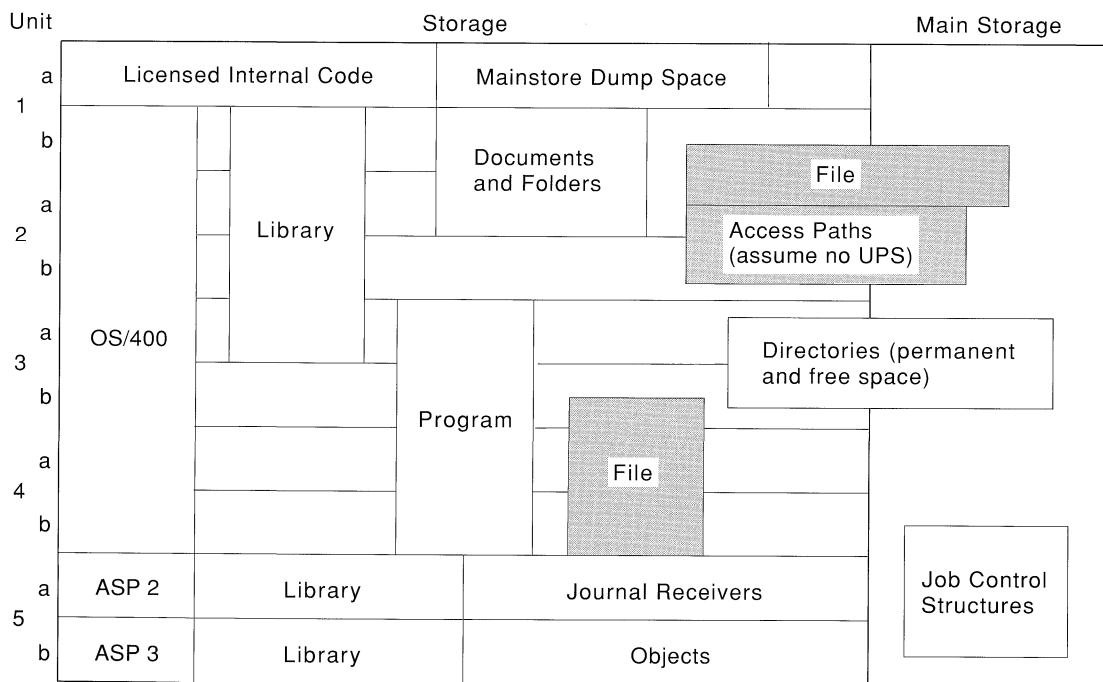 Unit
Storage
Main Storage
a
Licensed Internal Code
Mainstore Dump Space
1
b
Documents
and Folders
File
a
Library
Access Paths
(assume no UPS)
2
b
a
OS/400
Directories (permanent
and free space)
3
b
Program
a
File
4
b
Job Control
Structures
a
ASP 2
Library
Journal Receivers
5
b
ASP 3
Library
Objects